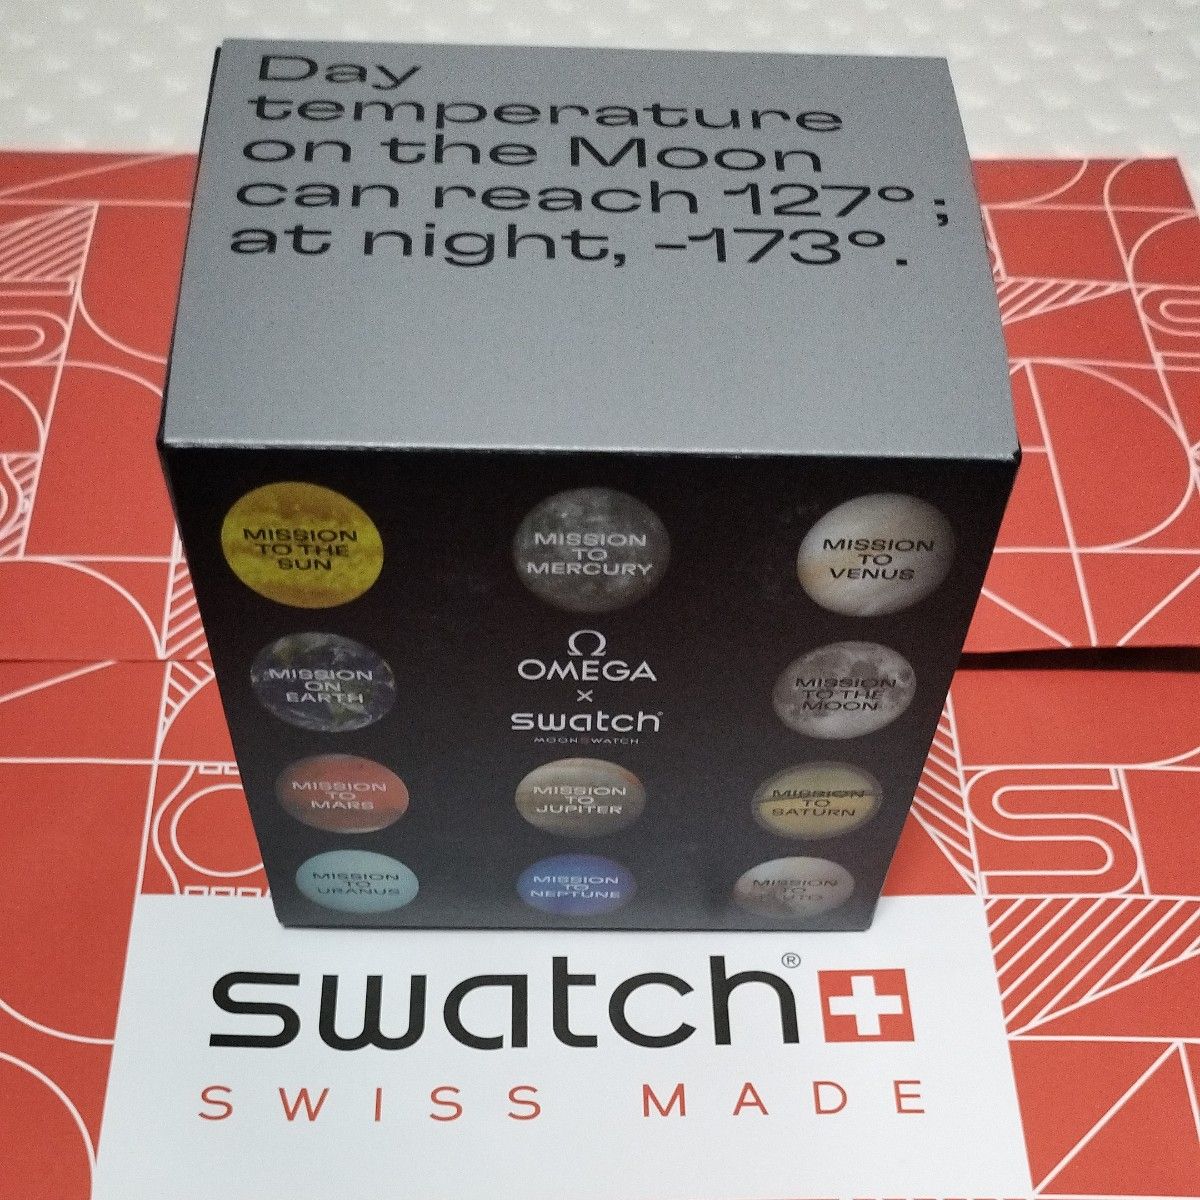 Day
temperature
on the Moon
can reach 127°;
at night, -173°.
MISSION
TO THE
SUN
MISSION
TO
MERCURY
MISSION
TO
VENUS
MISSION
ON
EARTH
Ω
OMEGA
×
swatch
MOONSWATCH
MISSION
TO THE
MOON
MISSION
TO
MARS
MISSION
TO
JUPITER
MISSION
TO
SATURN
MISSION
TO
URANUS
MISSION
TO
NEPTUNE
MISSION
TO
PLUTO
swatch®
SWISS MADE